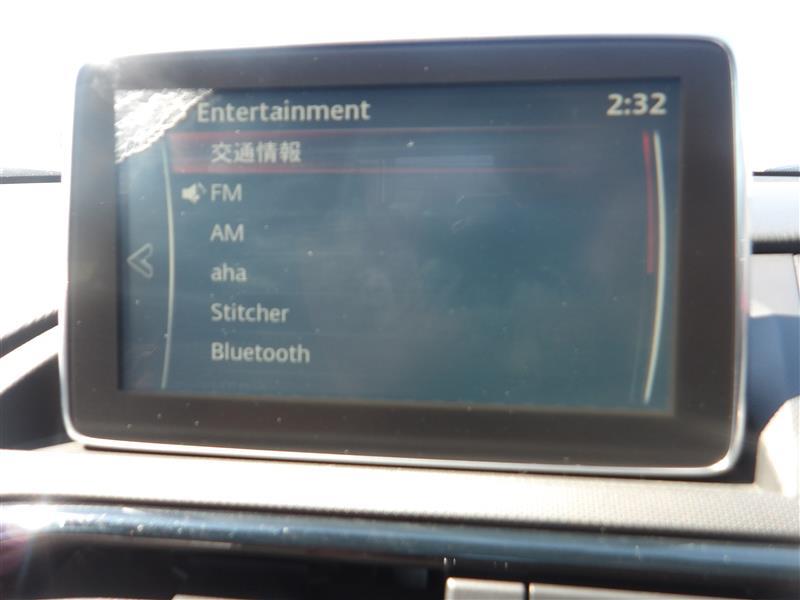 Entertainment 2:32
交通情報
FM
AM
aha
Stitcher
Bluetooth